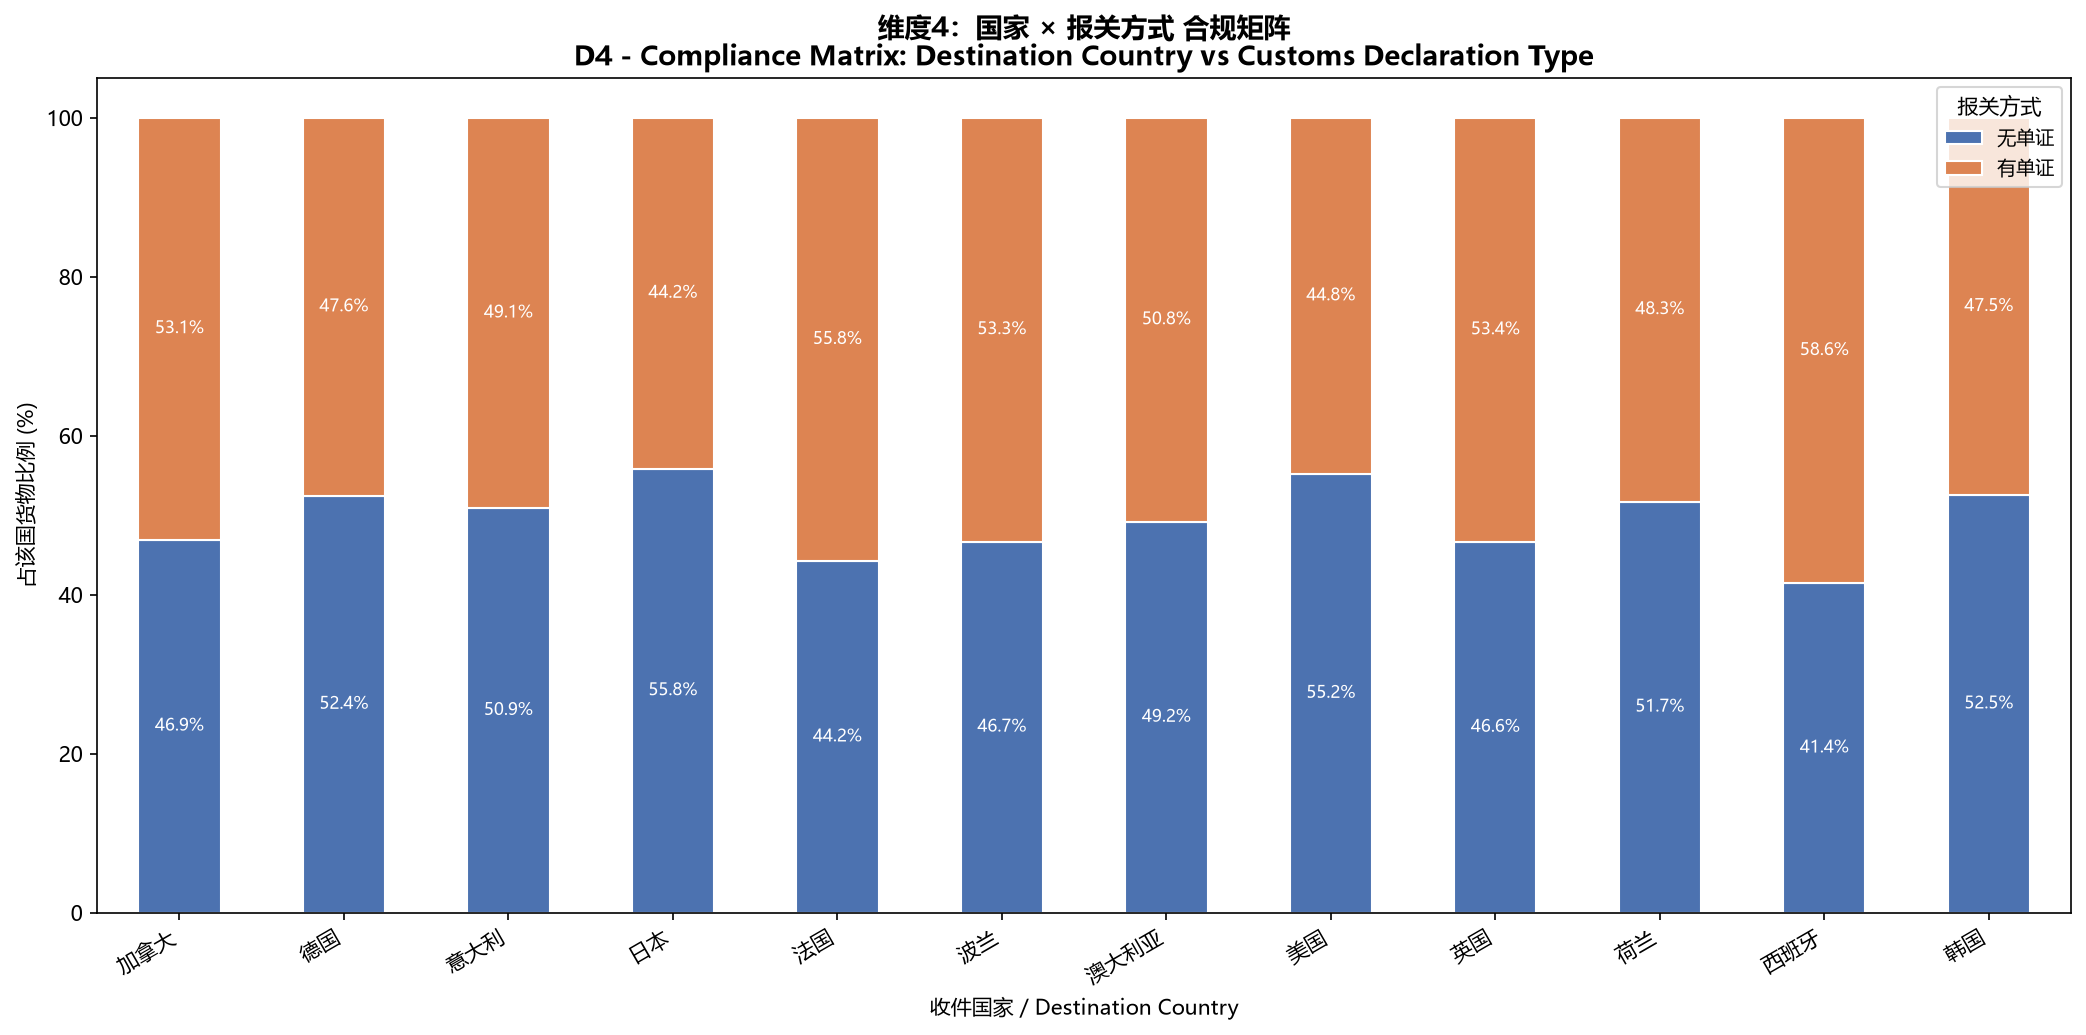 维度4：国家 × 报关方式 合规矩阵
D4 - Compliance Matrix: Destination Country vs Customs Declaration Type
报关方式
无单证
有单证
占该国货物比例 (%)
100
80
60
40
20
0
53.1%
47.6%
49.1%
44.2%
55.8%
53.3%
50.8%
44.8%
53.4%
48.3%
58.6%
47.5%
46.9%
52.4%
50.9%
55.8%
44.2%
46.7%
49.2%
55.2%
46.6%
51.7%
41.4%
52.5%
加拿大
德国
意大利
日本
法国
波兰
澳大利亚
美国
英国
荷兰
西班牙
韩国
收件国家 / Destination Country